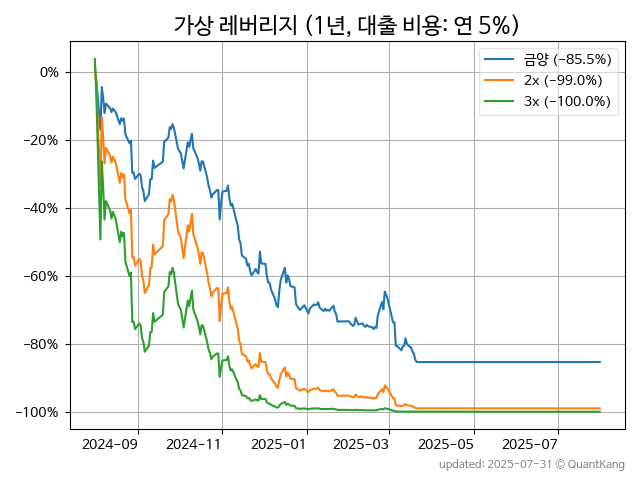 가상 레버리지 (1년, 대출 비용: 연 5%)
금양 (-85.5%)
2x (-99.0%)
3x (-100.0%)
0%
−20%
−40%
−60%
−80%
−100%
2024-09 2024-11 2025-01 2025-03 2025-05 2025-07
updated: 2025-07-31 ⓒ QuantKang